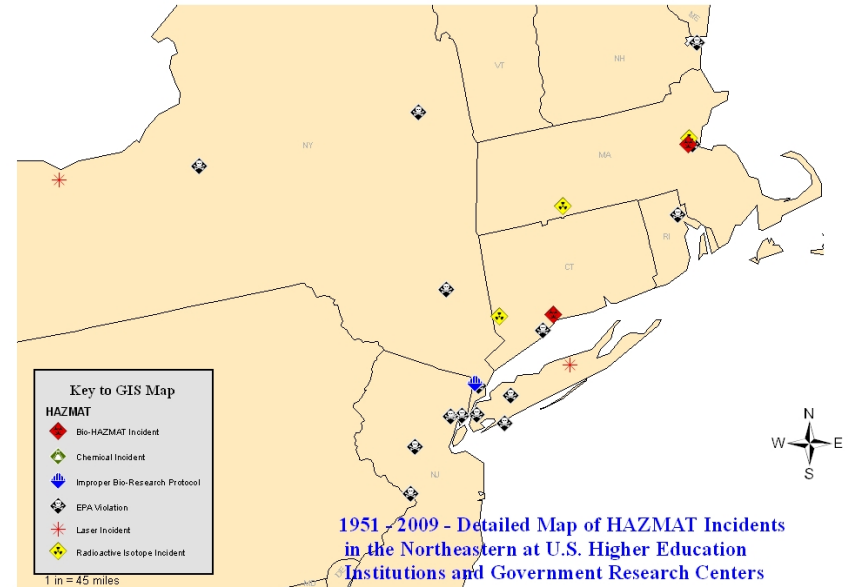 ME
VT
NH
NY
MA
RI
CT
Key to GIS Map
HAZMAT
Bio-HAZMAT Incident
Chemical Incident
Improper Bio-Research Protocol
EPA Violation
Laser Incident
Radioactive Isotope Incident
1 in = 45 miles
N
W E
S
NJ
1951 - 2009 - Detailed Map of HAZMAT Incidents
in the Northeastern at U.S. Higher Education
Institutions and Government Research Centers
MD